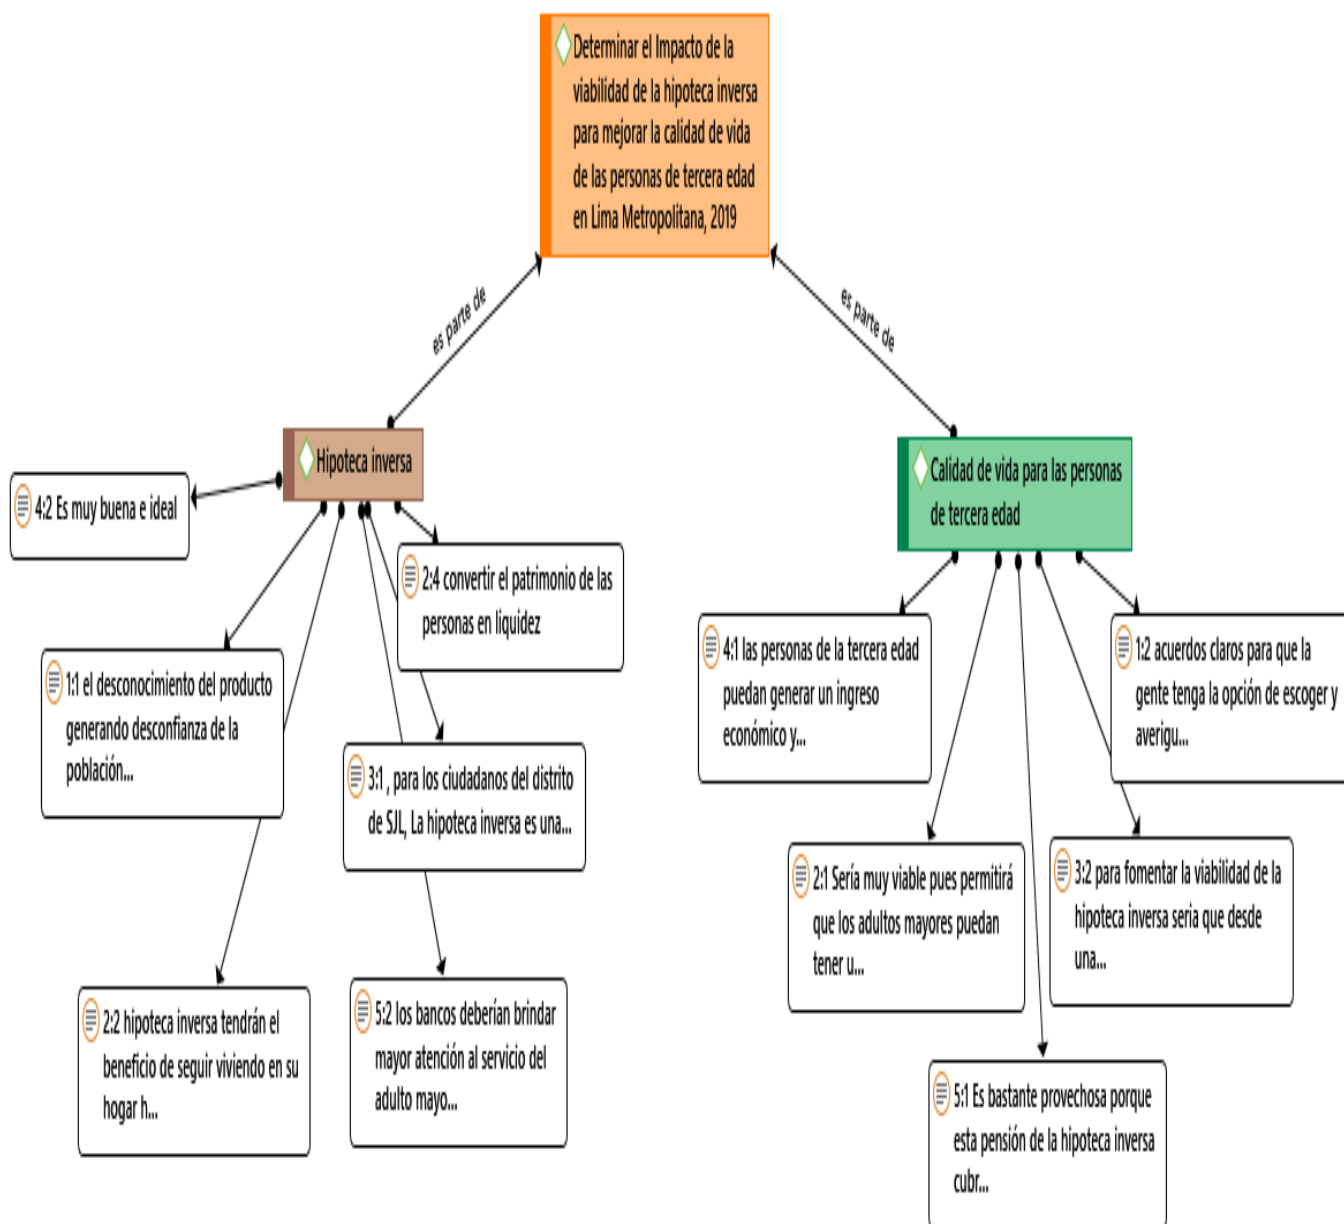 Determinar el Impacto de la
viabilidad de la hipoteca inversa
para mejorar la calidad de vida
de las personas de tercera edad
en Lima Metropolitana, 2019
es parte de
es parte de
Hipoteca inversa
Calidad de vida para las personas
de tercera edad
4:2 Es muy buena e ideal
2:4 convertir el patrimonio de las
personas en liquidez
1:1 el desconocimiento del producto
generando desconfianza de la
población...
3:1 , para los ciudadanos del distrito
de SJL, La hipoteca inversa es una...
2:2 hipoteca inversa tendrán el
beneficio de seguir viviendo en su
hogar h...
5:2 los bancos deberían brindar
mayor atención al servicio del
adulto mayo...
4:1 las personas de la tercera edad
puedan generar un ingreso
económico y...
1:2 acuerdos claros para que la
gente tenga la opción de escoger y
averigu...
2:1 Sería muy viable pues permitirá
que los adultos mayores puedan
tener u...
3:2 para fomentar la viabilidad de la
hipoteca inversa seria que desde
una...
5:1 Es bastante provechosa porque
esta pensión de la hipoteca inversa
cubr...